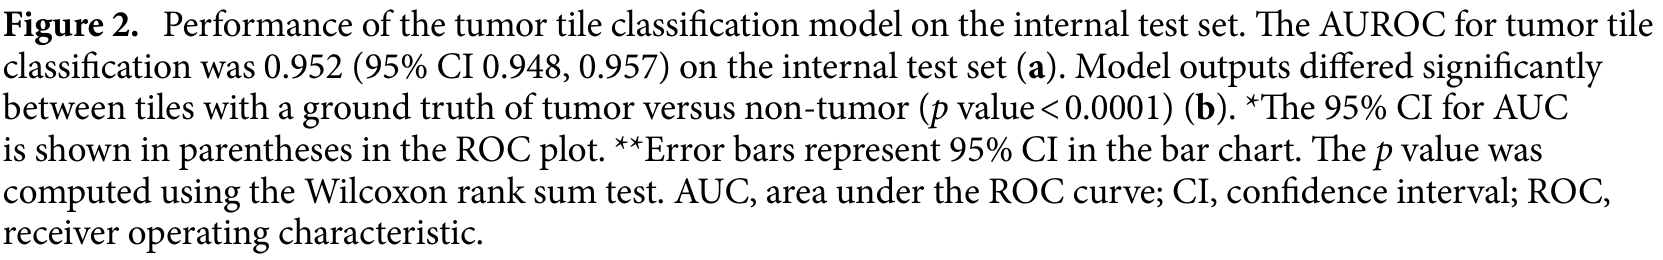 Figure 2. Performance of the tumor tile classification model on the internal test set. The AUROC for tumor tile
classification was 0.952 (95% CI 0.948, 0.957) on the internal test set (a). Model outputs differed significantly
between tiles with a ground truth of tumor versus non-tumor (p value < 0.0001) (b). *The 95% CI for AUC
is shown in parentheses in the ROC plot. **Error bars represent 95% CI in the bar chart. The p value was
computed using the Wilcoxon rank sum test. AUC, area under the ROC curve; CI, confidence interval; ROC,
receiver operating characteristic.